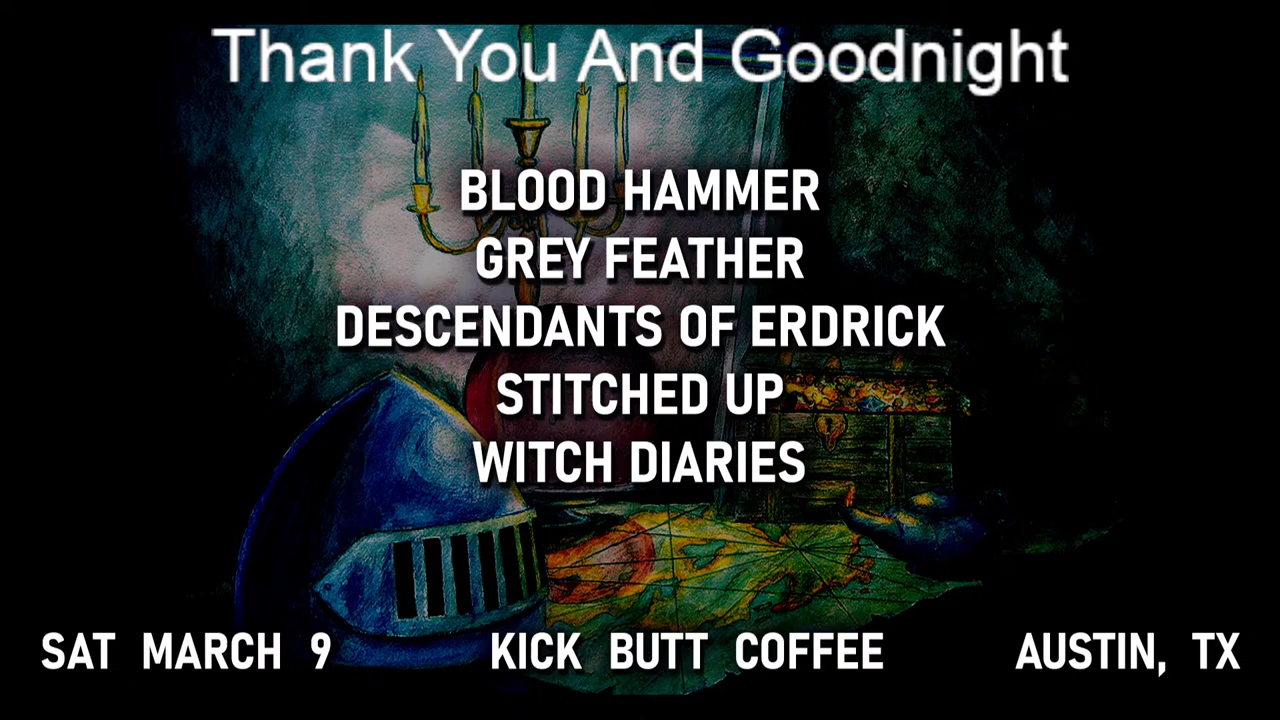 Thank You And Goodnight
BLOOD HAMMER
GREY FEATHER
DESCENDANTS OF ERDRICK
STITCHED UP
WITCH DIARIES
SAT MARCH 9 KICK BUTT COFFEE AUSTIN, TX